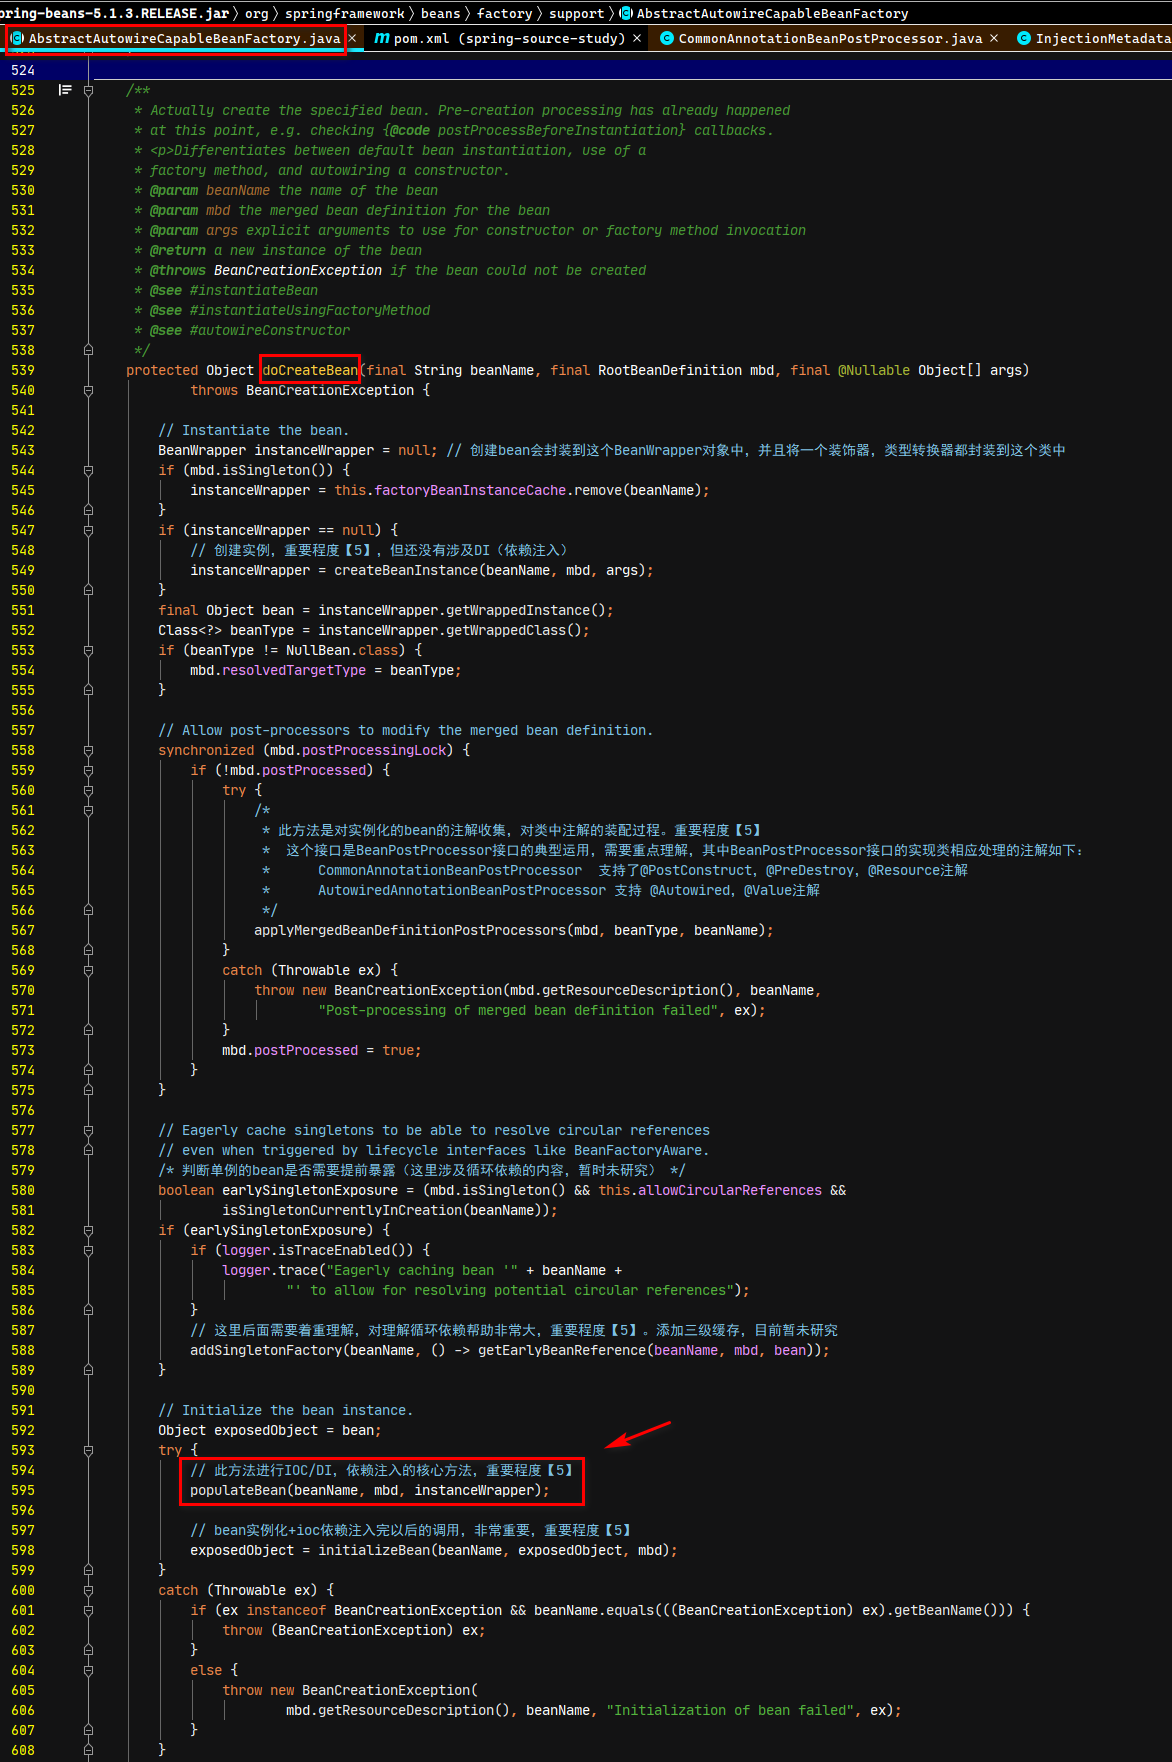 pring-beans-5.1.3.RELEASE.jar › org › springframework › beans › factory › support › AbstractAutowireCapableBeanFactory
AbstractAutowireCapableBeanFactory.java × m pom.xml (spring-source-study) × CommonAnnotationBeanPostProcessor.java × InjectionMetadata
524
525 /**
526 * Actually create the specified bean. Pre-creation processing has already happened
527 * at this point, e.g. checking {@code postProcessBeforeInstantiation} callbacks.
528 * <p>Differentiates between default bean instantiation, use of a
529 * factory method, and autowiring a constructor.
530 * @param beanName the name of the bean
531 * @param mbd the merged bean definition for the bean
532 * @param args explicit arguments to use for constructor or factory method invocation
533 * @return a new instance of the bean
534 * @throws BeanCreationException if the bean could not be created
535 * @see #instantiateBean
536 * @see #instantiateUsingFactoryMethod
537 * @see #autowireConstructor
538 */
539 protected Object doCreateBean(final String beanName, final RootBeanDefinition mbd, final @Nullable Object[] args)
540 throws BeanCreationException {
541
542 // Instantiate the bean.
543 BeanWrapper instanceWrapper = null; // 创建bean会封装到这个BeanWrapper对象中，并且将一个装饰器，类型转换器都封装到这个类中
544 if (mbd.isSingleton()) {
545 instanceWrapper = this.factoryBeanInstanceCache.remove(beanName);
546 }
547 if (instanceWrapper == null) {
548 // 创建实例，重要程度【5】，但还没有涉及DI（依赖注入）
549 instanceWrapper = createBeanInstance(beanName, mbd, args);
550 }
551 final Object bean = instanceWrapper.getWrappedInstance();
552 Class<?> beanType = instanceWrapper.getWrappedClass();
553 if (beanType != NullBean.class) {
554 mbd.resolvedTargetType = beanType;
555 }
556
557 // Allow post-processors to modify the merged bean definition.
558 synchronized (mbd.postProcessingLock) {
559 if (!mbd.postProcessed) {
560 try {
561 /*
562 * 此方法是对实例化的bean的注解收集，对类中注解的装配过程。重要程度【5】
563 * 这个接口是BeanPostProcessor接口的典型运用，需要重点理解，其中BeanPostProcessor接口的实现类相应处理的注解如下：
564 * CommonAnnotationBeanPostProcessor 支持了@PostConstruct，@PreDestroy，@Resource注解
565 * AutowiredAnnotationBeanPostProcessor 支持 @Autowired，@Value注解
566 */
567 applyMergedBeanDefinitionPostProcessors(mbd, beanType, beanName);
568 }
569 catch (Throwable ex) {
570 throw new BeanCreationException(mbd.getResourceDescription(), beanName,
571 "Post-processing of merged bean definition failed", ex);
572 }
573 mbd.postProcessed = true;
574 }
575 }
576
577 // Eagerly cache singletons to be able to resolve circular references
578 // even when triggered by lifecycle interfaces like BeanFactoryAware.
579 /* 判断单例的bean是否需要提前暴露（这里涉及循环依赖的内容，暂时未研究） */
580 boolean earlySingletonExposure = (mbd.isSingleton() && this.allowCircularReferences &&
581 isSingletonCurrentlyInCreation(beanName));
582 if (earlySingletonExposure) {
583 if (logger.isTraceEnabled()) {
584 logger.trace("Eagerly caching bean '" + beanName +
585 "' to allow for resolving potential circular references");
586 }
587 // 这里后面需要着重理解，对理解循环依赖帮助非常大，重要程度【5】。添加三级缓存，目前暂未研究
588 addSingletonFactory(beanName, () -> getEarlyBeanReference(beanName, mbd, bean));
589 }
590
591 // Initialize the bean instance.
592 Object exposedObject = bean;
593 try {
594 // 此方法进行IOC/DI，依赖注入的核心方法，重要程度【5】
595 populateBean(beanName, mbd, instanceWrapper);
596
597 // bean实例化+ioc依赖注入完以后的调用，非常重要，重要程度【5】
598 exposedObject = initializeBean(beanName, exposedObject, mbd);
599 }
600 catch (Throwable ex) {
601 if (ex instanceof BeanCreationException && beanName.equals(((BeanCreationException) ex).getBeanName())) {
602 throw (BeanCreationException) ex;
603 }
604 else {
605 throw new BeanCreationException(
606 mbd.getResourceDescription(), beanName, "Initialization of bean failed", ex);
607 }
608 }